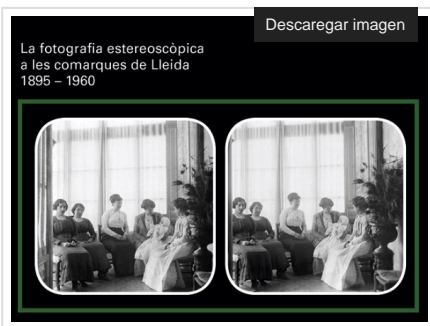 Descaregar imagen
La fotografia estereoscòpica
a les comarques de Lleida
1895 – 1960